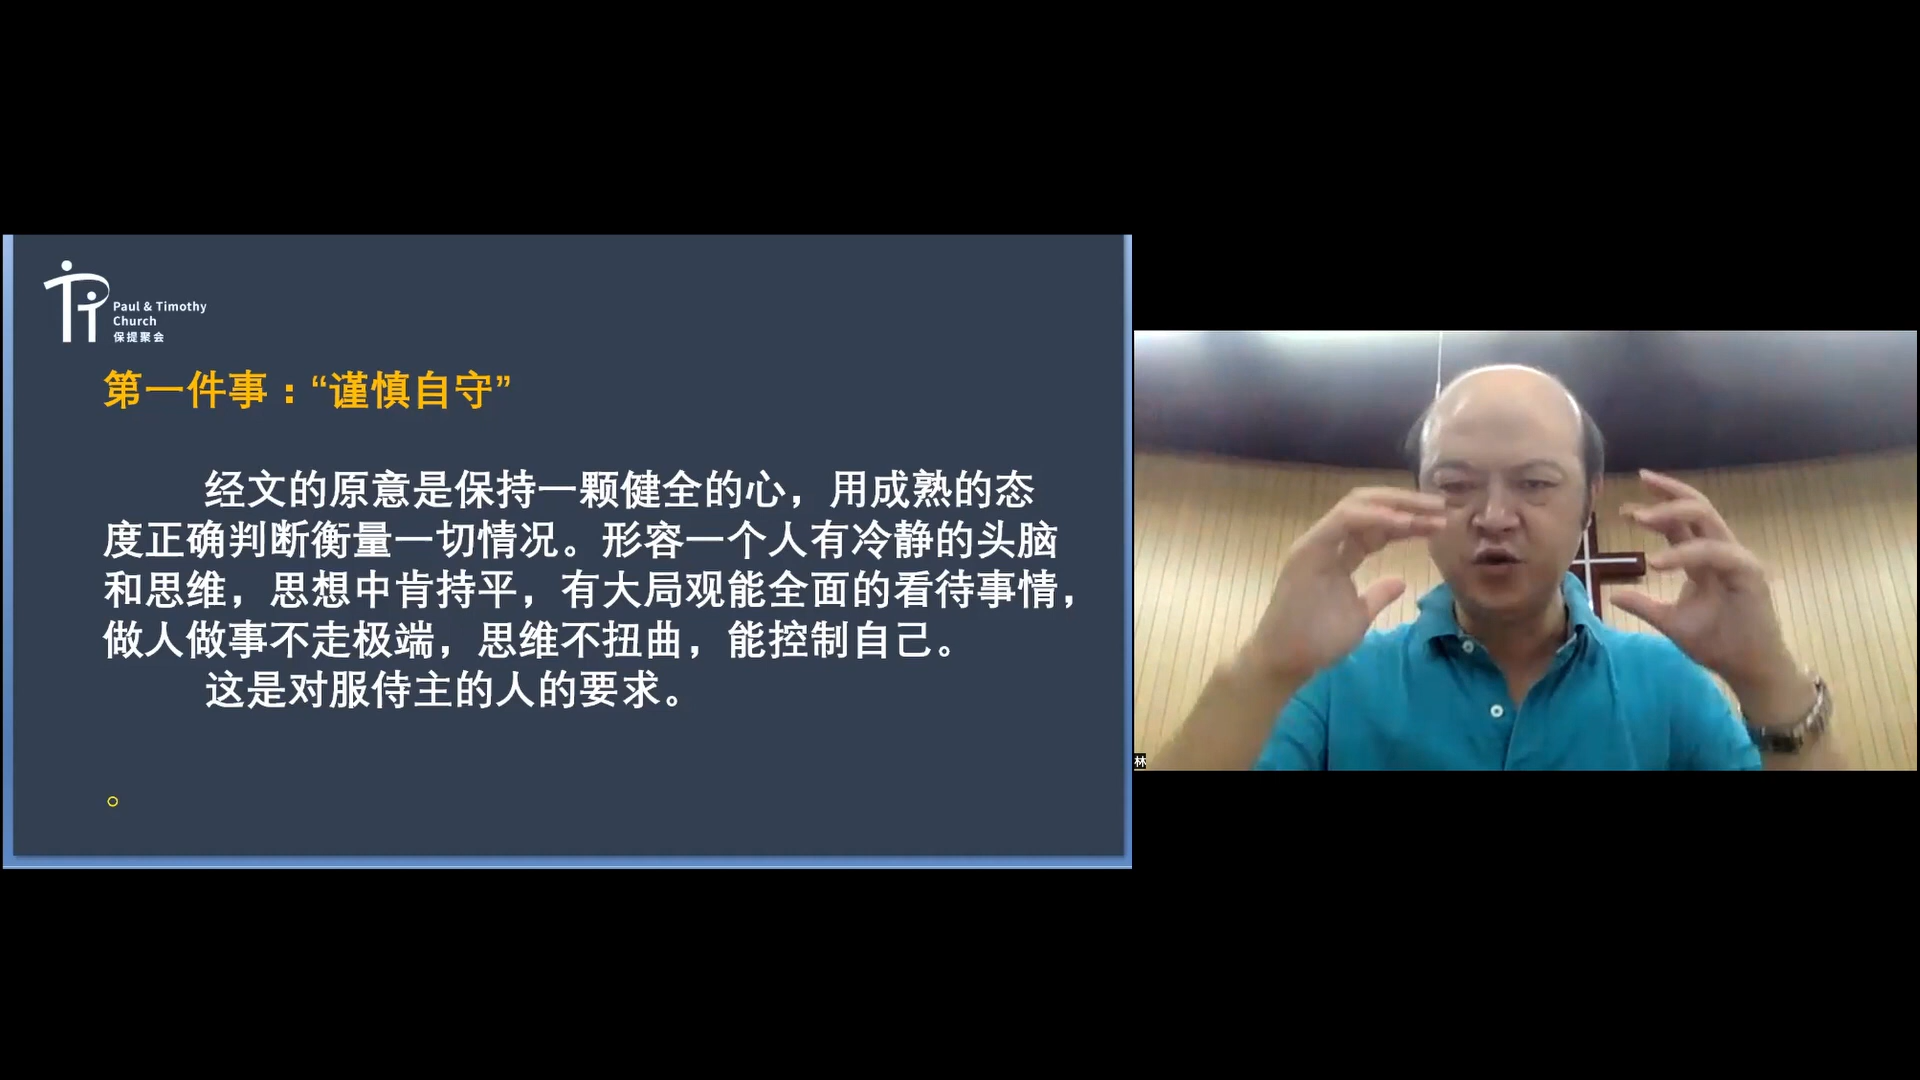 Paul & Timothy
Church
保提聚会
第一件事：“谨慎自守”
经文的原意是保持一颗健全的心，用成熟的态
度正确判断衡量一切情况。形容一个人有冷静的头脑
和思维，思想中肯持平，有大局观能全面的看待事情，
做人做事不走极端，思维不扭曲，能控制自己。
这是对服侍主的人的要求。
林